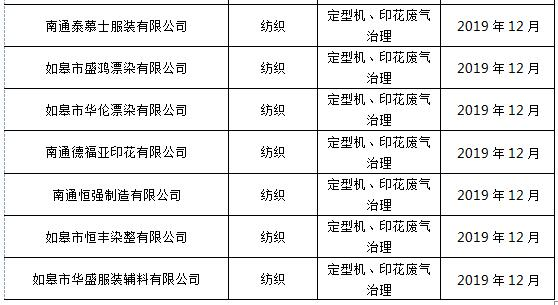 南通泰慕士服装有限公司 纺织 定型机、印花废气治理 2019 年 12 月
如皋市盛鸿漂染有限公司 纺织 定型机、印花废气治理 2019 年 12 月
如皋市华伦漂染有限公司 纺织 定型机、印花废气治理 2019 年 12 月
南通德福亚印花有限公司 纺织 定型机、印花废气治理 2019 年 12 月
南通恒强制造有限公司 纺织 定型机、印花废气治理 2019 年 12 月
如皋市恒丰染整有限公司 纺织 定型机、印花废气治理 2019 年 12 月
如皋市华盛服装辅料有限公司 纺织 定型机、印花废气治理 2019 年 12 月